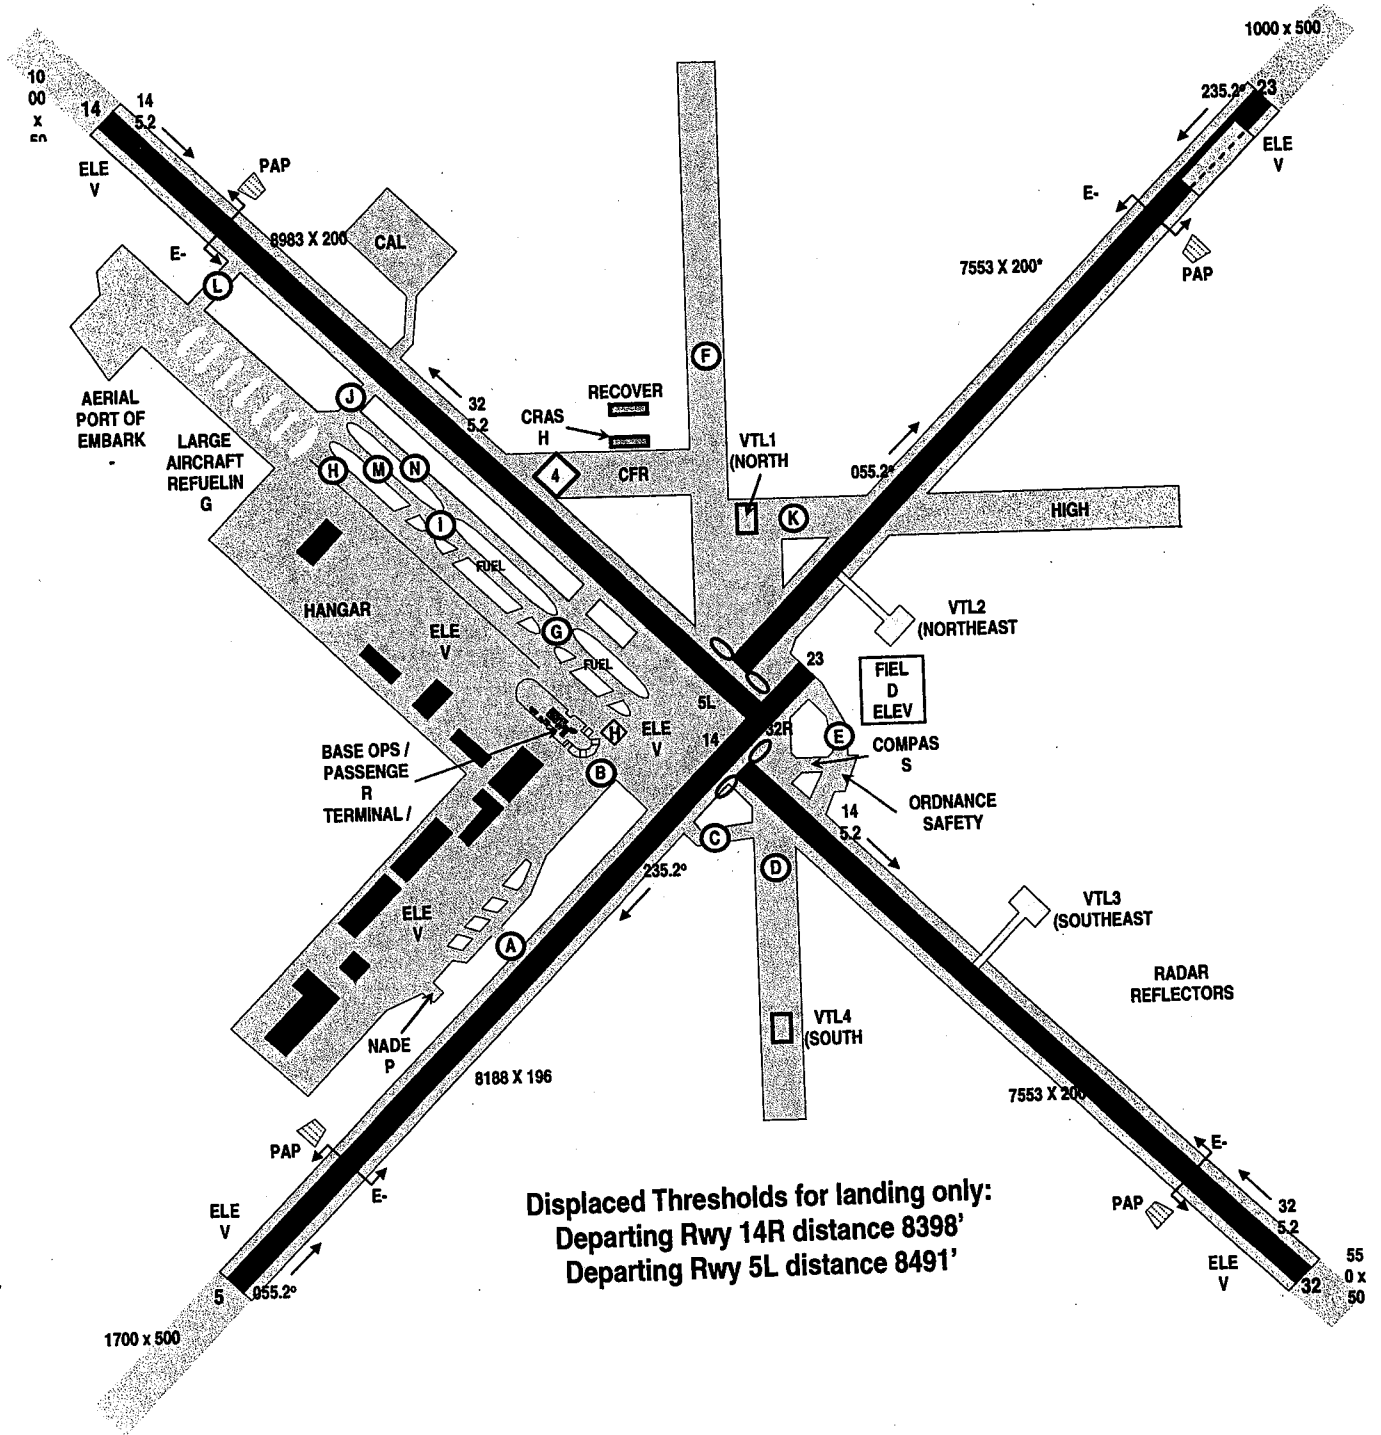 1000 x 500
10
00
x
50
14
14
5.2
ELE
V
PAP
E-
8983 X 200
CAL
L
235.2º
23
ELE
V
E-
PAP
7553 X 200*
F
J
32
5.2
RECOVER
CRAS
H
4
CFR
VTL1
(NORTH
055.2º
K
HIGH
AERIAL
PORT OF
EMBARK
LARGE
AIRCRAFT
REFUELIN
G
H
M
N
I
FUEL
HANGAR
ELE
V
G
FUEL
VTL2
(NORTHEAST
23
FIEL
D
ELEV
5L
14
32R
ELE
V
H
B
E
COMPAS
S
ORDNANCE
SAFETY
BASE OPS /
PASSENGE
R
TERMINAL /
C
D
14
5.2
235.2º
ELE
V
A
VTL3
(SOUTHEAST
RADAR
REFLECTORS
NADE
P
VTL4
(SOUTH
8188 X 196
7553 X 200
PAP
E-
E-
PAP
32
5.2
ELE
V
ELE
V
Displaced Thresholds for landing only:
Departing Rwy 14R distance 8398’
Departing Rwy 5L distance 8491’
5
055.2º
32
55
0 x
50
1700 x 500